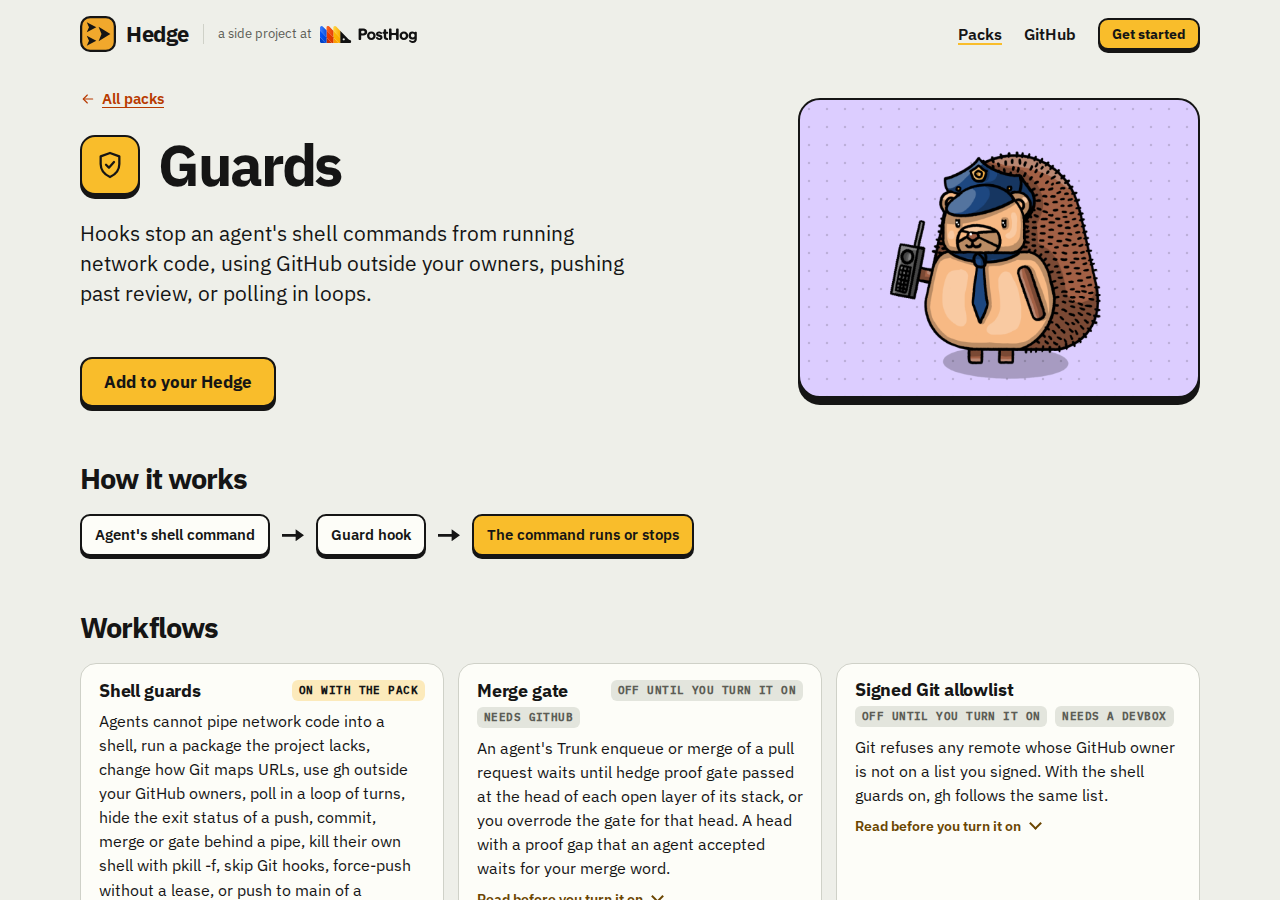 Hedge
a side project at PostHog
Packs
GitHub
Get started
← All packs
Guards
Hooks stop an agent's shell commands from running
network code, using GitHub outside your owners, pushing
past review, or polling in loops.
Add to your Hedge
How it works
Agent's shell command
Guard hook
The command runs or stops
Workflows
Shell guards
ON WITH THE PACK
Agents cannot pipe network code into a
shell, run a package the project lacks,
change how Git maps URLs, use gh outside
your GitHub owners, poll in a loop of turns,
hide the exit status of a push, commit,
merge or gate behind a pipe, kill their own
shell with pkill -f, skip Git hooks, force-push
without a lease, or push to main of a
Merge gate
OFF UNTIL YOU TURN IT ON
NEEDS GITHUB
An agent's Trunk enqueue or merge of a pull
request waits until hedge proof gate passed
at the head of each open layer of its stack, or
you overrode the gate for that head. A head
with a proof gap that an agent accepted
waits for your merge word.
Read before you turn it on
Signed Git allowlist
OFF UNTIL YOU TURN IT ON
NEEDS A DEVBOX
Git refuses any remote whose GitHub owner
is not on a list you signed. With the shell
guards on, gh follows the same list.
Read before you turn it on